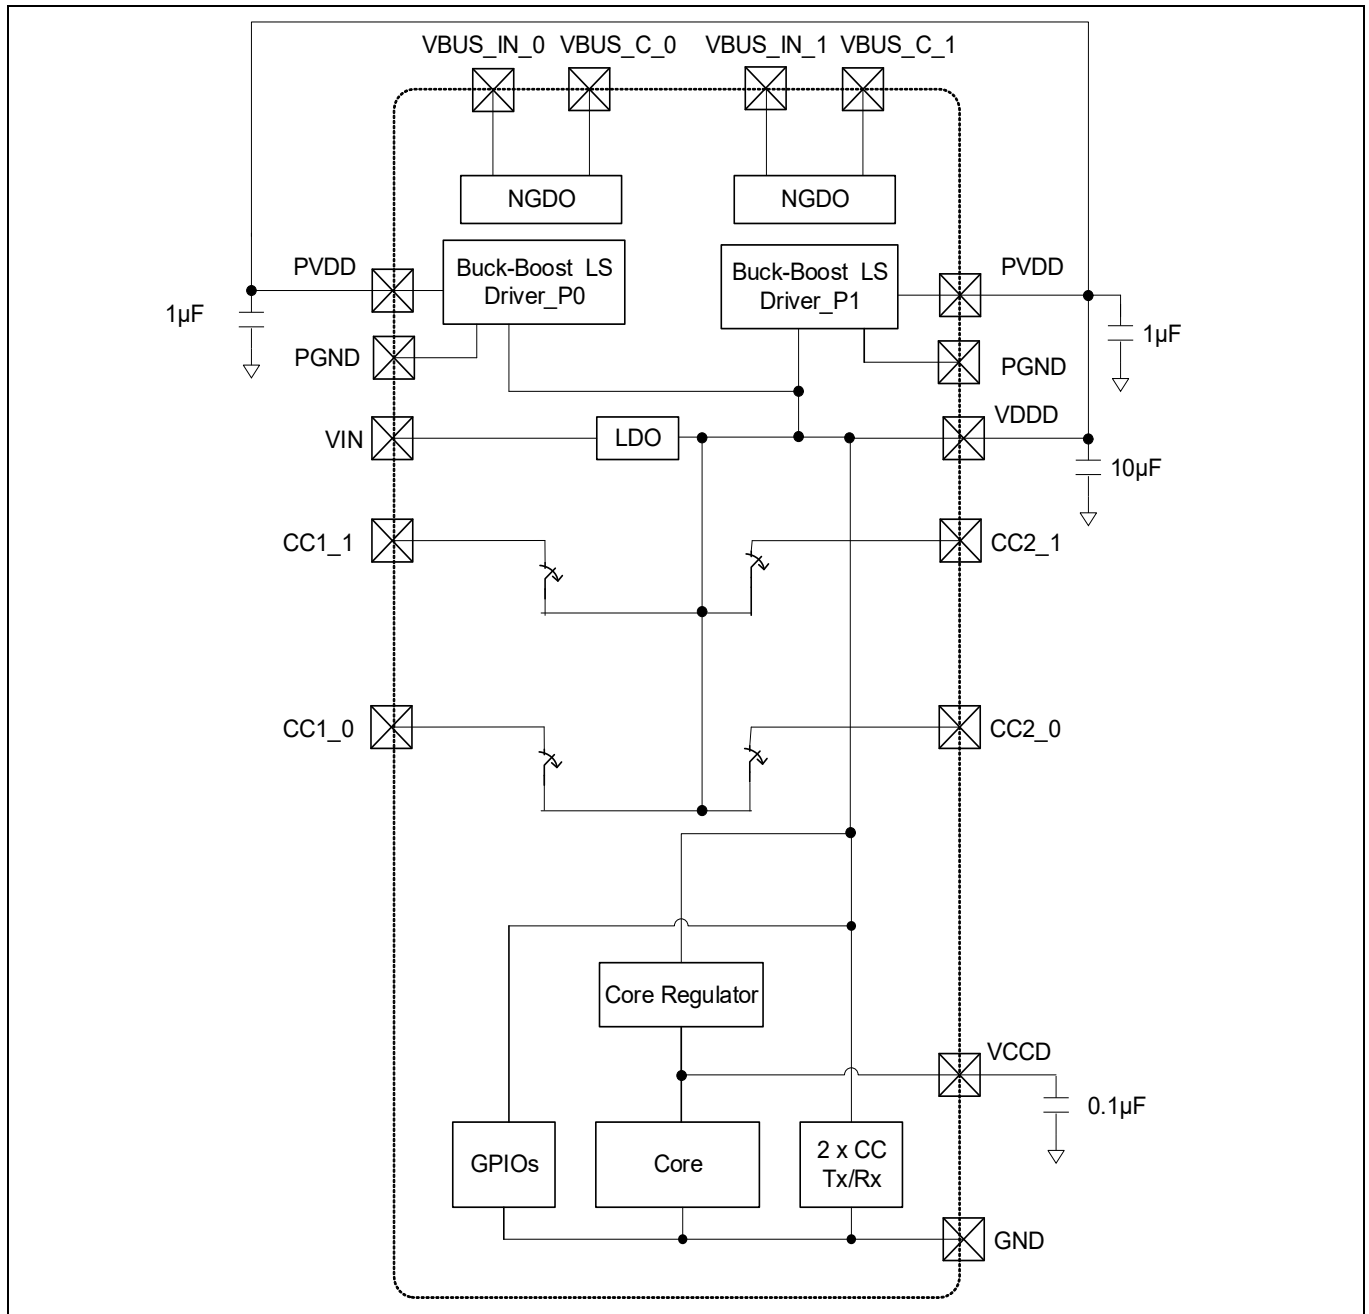 VBUS_IN_0 VBUS_C_0 VBUS_IN_1 VBUS_C_1
NGDO NGDO
PVDD
Buck-Boost LS
Driver_P0
Buck-Boost LS
Driver_P1
PVDD
1µF
1µF
PGND
PGND
VIN
LDO
VDDD
10µF
CC1_1
CC2_1
CC1_0
CC2_0
Core Regulator
VCCD
0.1µF
GPIOs
Core
2 x CC
Tx/Rx
GND